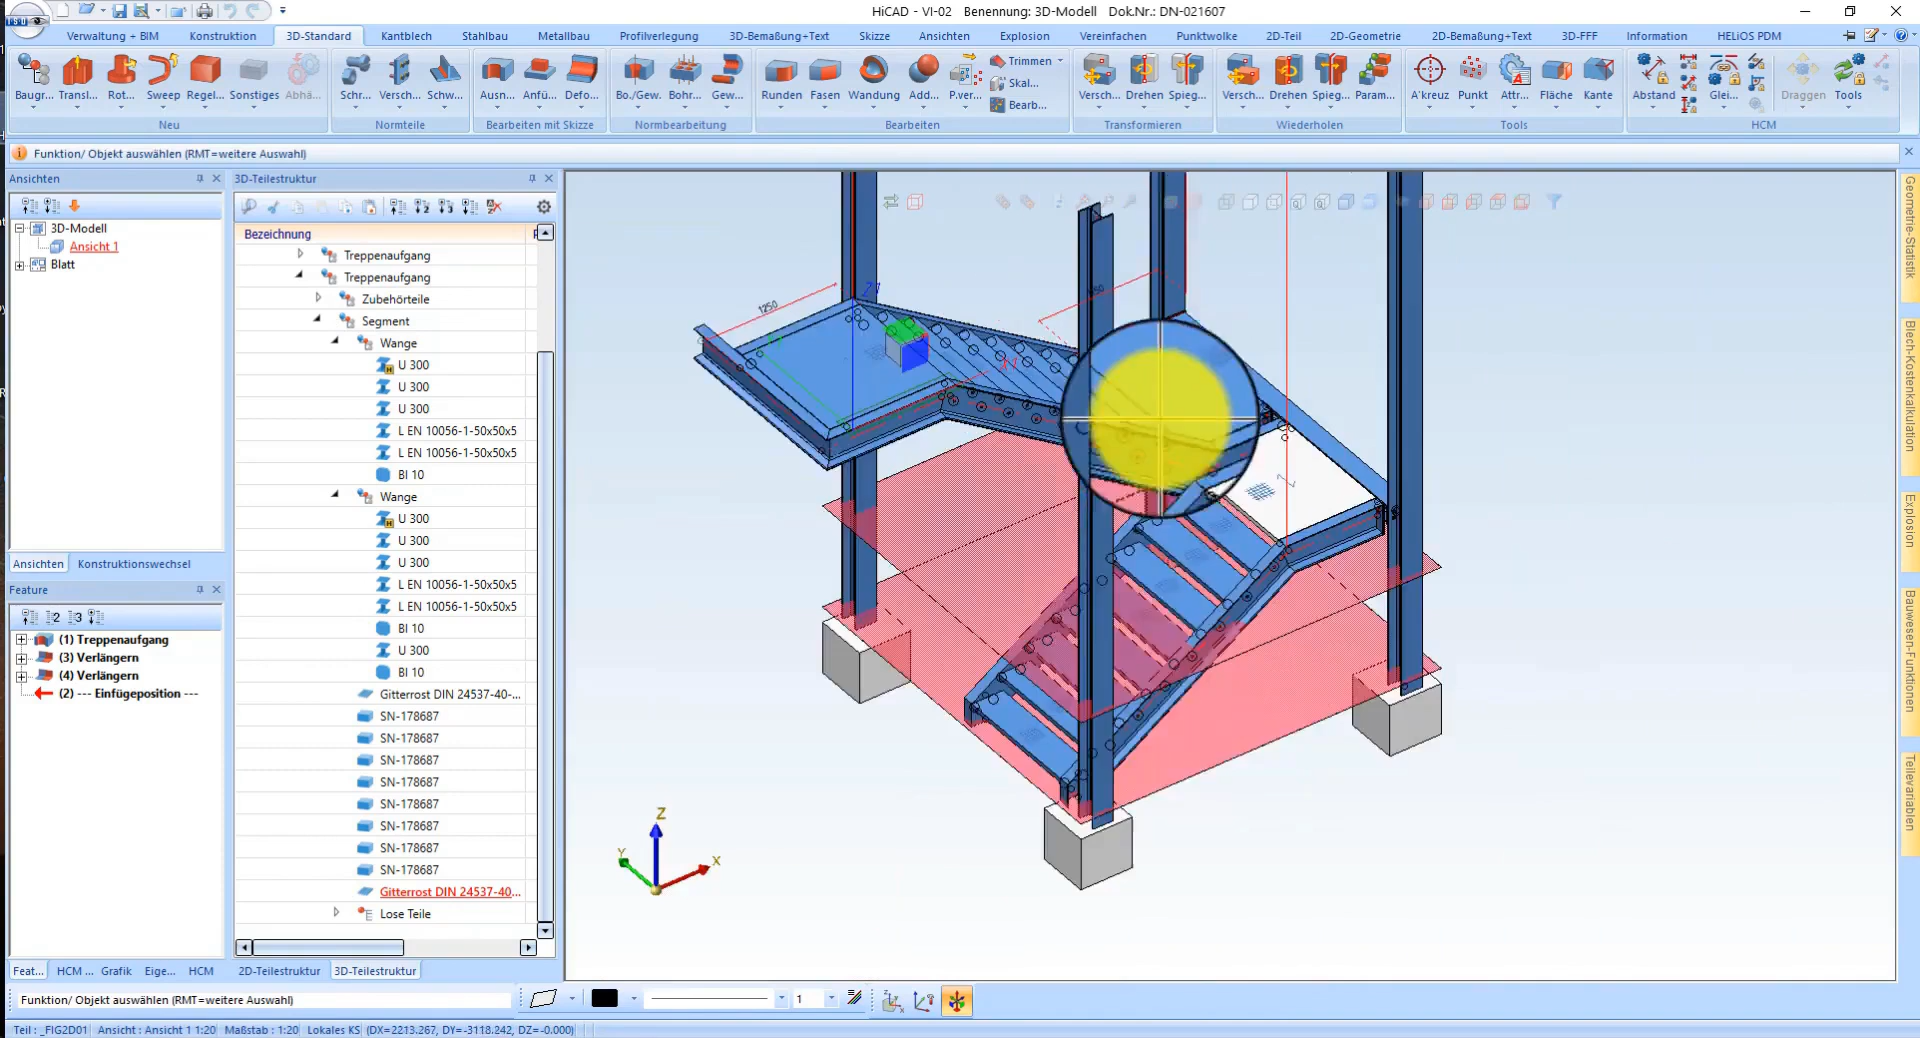 HiCAD - VI-02   Benennung: 3D-Modell   Dok.Nr.: DN-021607
ISD
Verwaltung + BIM
Konstruktion
3D-Standard
Kantblech
Stahlbau
Metallbau
Profilverlegung
3D-Bemaßung+Text
Skizze
Ansichten
Explosion
Vereinfachen
Punktwolke
2D-Teil
2D-Geometrie
2D-Bemaßung+Text
3D-FFF
Information
HELiOS PDM
Baugr...
Transl...
Rot...
Sweep
Regel...
Sonstiges
Abhä...
Schr...
Versch...
Schw...
Ausn...
Anfü...
Defo...
Bo./Gew.
Bohr...
Gew...
Runden
Fasen
Wandung
Add...
P.ver...
Trimmen
Skal...
Bearb...
Versch...
Drehen
Spieg...
Versch...
Drehen
Spieg...
Param...
A'kreuz
Punkt
Attr...
Fläche
Kante
Abstand
Glei...
Draggen
Tools
Neu
Normteile
Bearbeiten mit Skizze
Normbearbeitung
Bearbeiten
Transformieren
Wiederholen
Tools
HCM
Funktion/ Objekt auswählen (RMT=weitere Auswahl)
Ansichten
3D-Modell
Ansicht 1
Blatt
Ansichten
Konstruktionswechsel
Feature
(1) Treppenaufgang
(3) Verlängern
(4) Verlängern
(2) --- Einfügeposition ---
Feat...
HCM ...
Grafik
Eige...
HCM
3D-Teilestruktur
Bezeichnung
Treppenaufgang
Treppenaufgang
Zubehörteile
Segment
Wange
U 300
U 300
U 300
L EN 10056-1-50x50x5
L EN 10056-1-50x50x5
Bl 10
Wange
U 300
U 300
U 300
L EN 10056-1-50x50x5
L EN 10056-1-50x50x5
Bl 10
U 300
Bl 10
Gitterrost DIN 24537-40-...
SN-178687
SN-178687
SN-178687
SN-178687
SN-178687
SN-178687
SN-178687
SN-178687
Gitterrost DIN 24537-40...
Lose Teile
2D-Teilestruktur
3D-Teilestruktur
1250
Z1
X1
Z
Z
Y
X
Geometrie-Statistik
Blech-Kostenkalkulation
Explosion
Bauwesen-Funktionen
Teilevariablen
Funktion/ Objekt auswählen (RMT=weitere Auswahl)
1
Teil : _FIG2D01
Ansicht : Ansicht 1 1:20
Maßstab : 1:20
Lokales KS
(DX=2213.267, DY=-3118.242, DZ=-0.000)